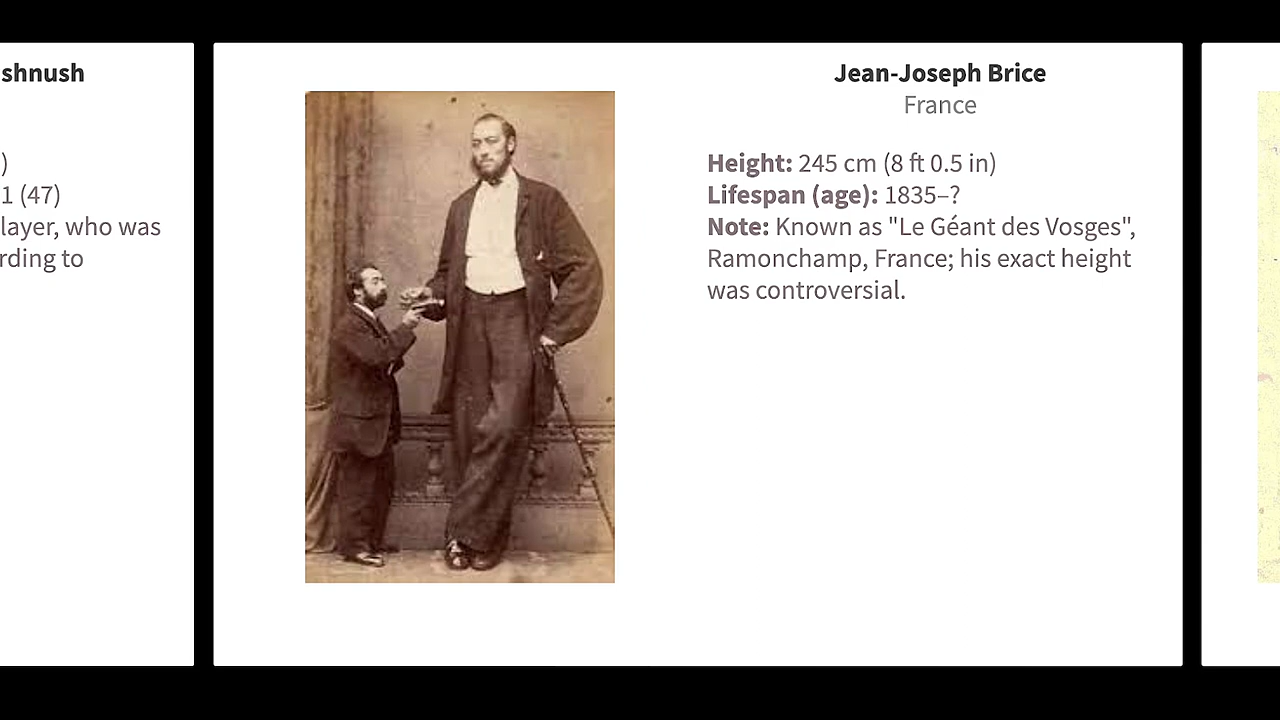 shnush
)
1 (47)
layer, who was
rding to
Jean-Joseph Brice
France
Height: 245 cm (8 ft 0.5 in)
Lifespan (age): 1835–?
Note: Known as "Le Géant des Vosges",
Ramonchamp, France; his exact height
was controversial.